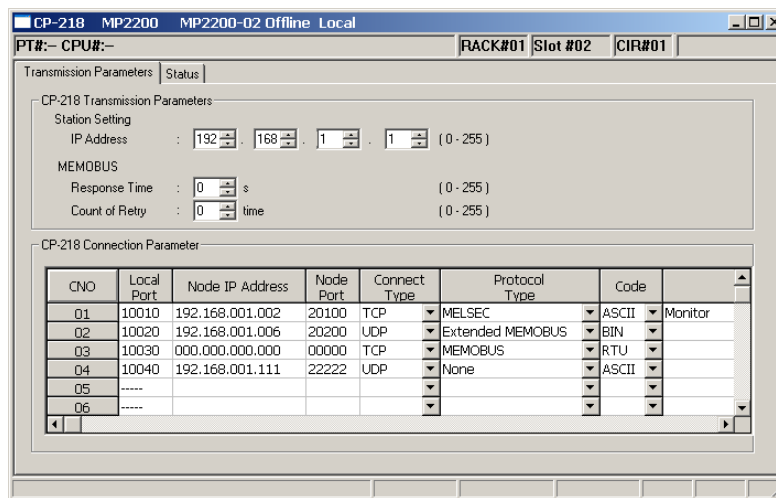 CP-218 MP2200 MP2200-02 Offline Local
PT#:– CPU#:– RACK#01 Slot #02 CIR#01
Transmission Parameters Status
CP-218 Transmission Parameters
Station Setting
IP Address : 192 . 168 . 1 . 1 ( 0 - 255 )
MEMOBUS
Response Time : 0 s ( 0 - 255 )
Count of Retry : 0 time ( 0 - 255 )
CP-218 Connection Parameter
CNO Local Port Node IP Address Node Port Connect Type Protocol Type Code
01 10010 192.168.001.002 20100 TCP MELSEC ASCII Monitor
02 10020 192.168.001.006 20200 UDP Extended MEMOBUS BIN
03 10030 000.000.000.000 00000 TCP MEMOBUS RTU
04 10040 192.168.001.111 22222 UDP None ASCII
05 -----
06 -----